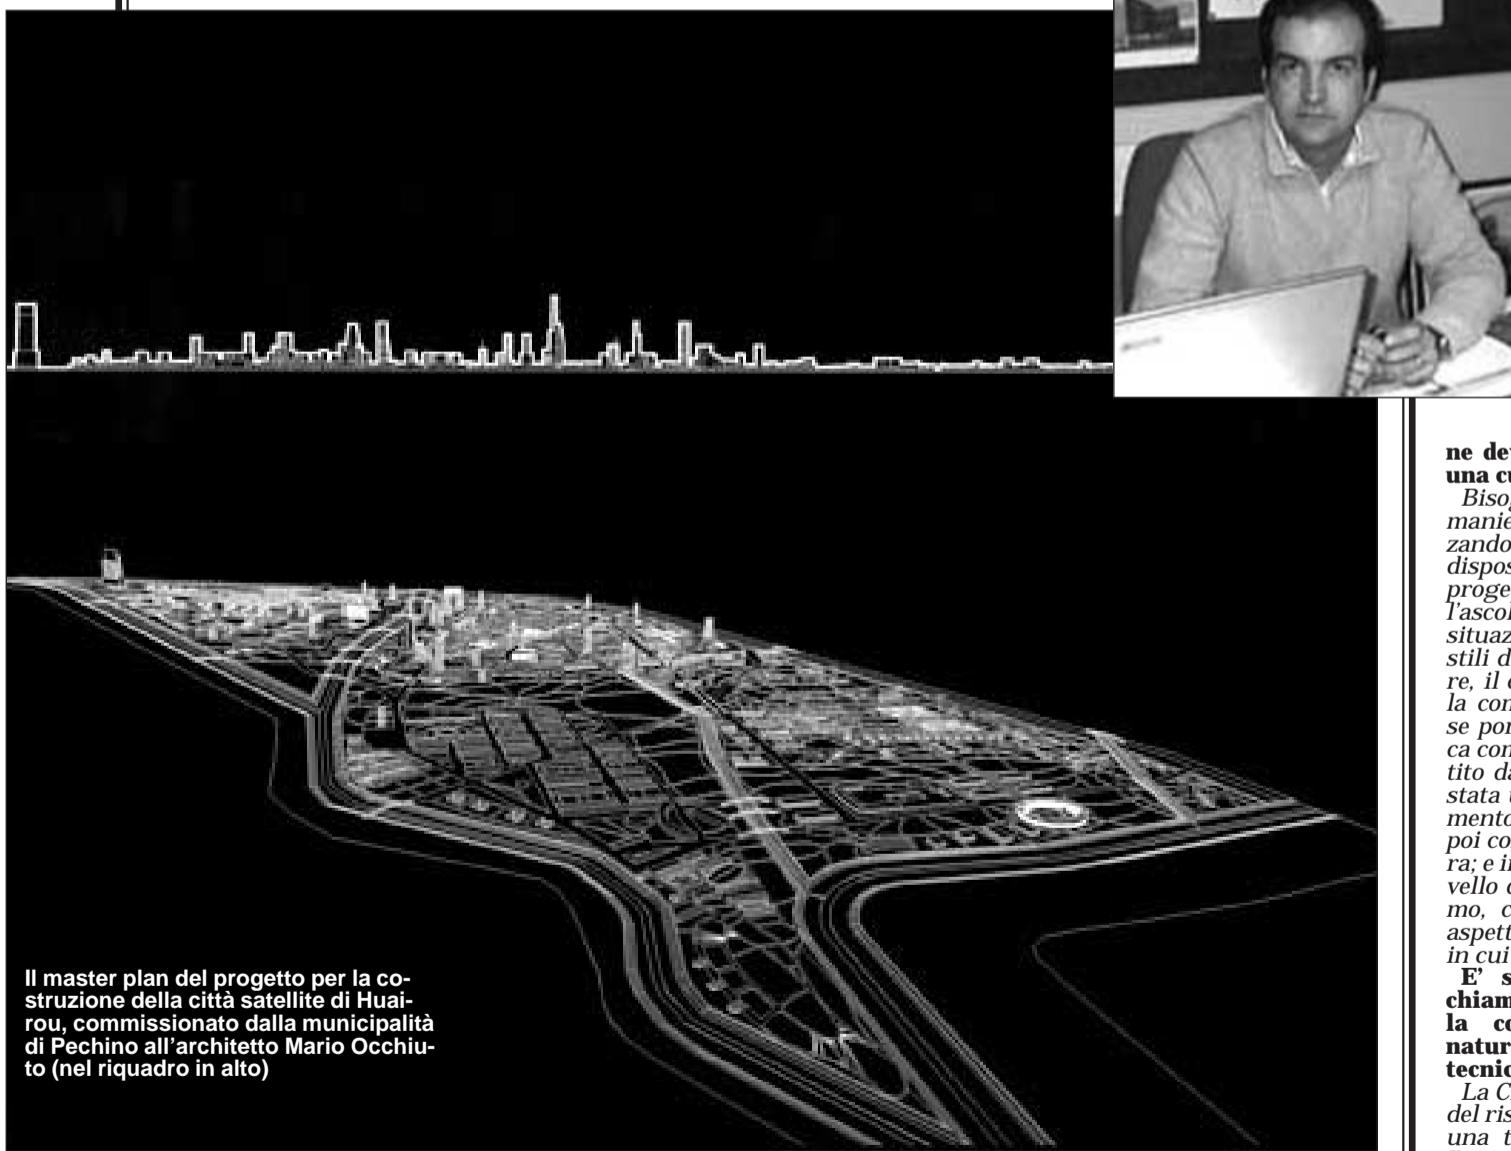 Il master plan del progetto per la co-
struzione della città satellite di Huai-
rou, commissionato dalla municipalità
di Pechino all'architetto Mario Occhiu-
to (nel riquadro in alto)
ne de
una c
Biso
manie
zando
dispos
proge
l'ascol
situaz
stili d
re, il
la con
se por
ca con
tito da
stata
mento
poi co
ra; e i
vello
mo, c
aspett
in cui
E' s
chiam
la co
natur
tecnic
La C
del ris
una t